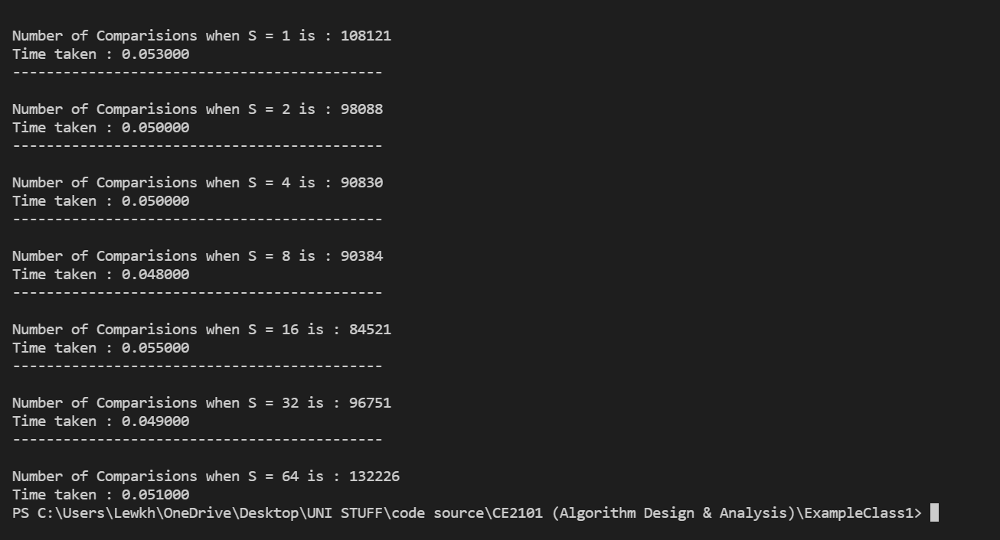 Number of Comparisions when S = 1 is : 108121
Time taken : 0.053000
--------------------------------------------
Number of Comparisions when S = 2 is : 98088
Time taken : 0.050000
--------------------------------------------
Number of Comparisions when S = 4 is : 90830
Time taken : 0.050000
--------------------------------------------
Number of Comparisions when S = 8 is : 90384
Time taken : 0.048000
--------------------------------------------
Number of Comparisions when S = 16 is : 84521
Time taken : 0.055000
--------------------------------------------
Number of Comparisions when S = 32 is : 96751
Time taken : 0.049000
--------------------------------------------
Number of Comparisions when S = 64 is : 132226
Time taken : 0.051000
PS C:\Users\Lewkh\OneDrive\Desktop\UNI STUFF\code source\CE2101 (Algorithm Design & Analysis)\ExampleClass1>